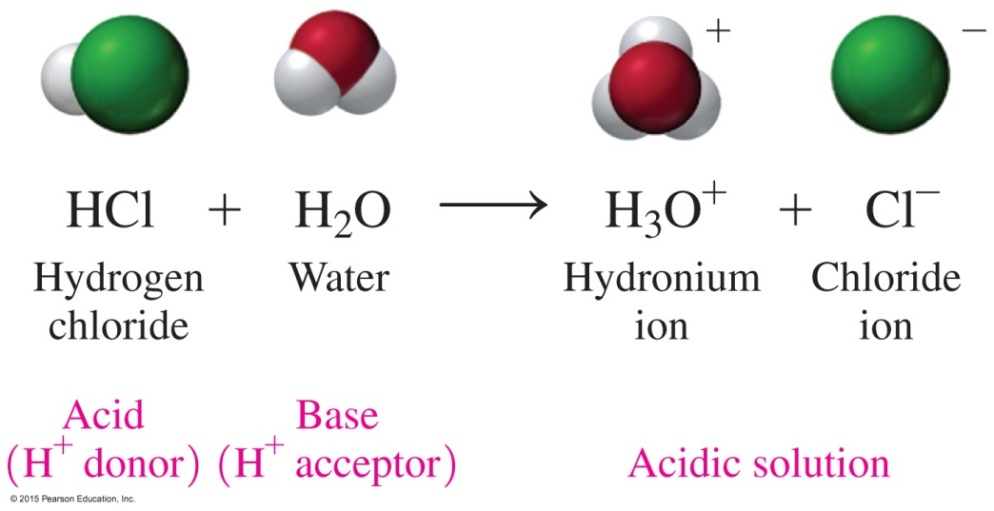 + −
HCl + H₂O ⟶ H₃O⁺ + Cl⁻
Hydrogen Water Hydronium Chloride
chloride ion ion
Acid Base
(H⁺ donor) (H⁺ acceptor) Acidic solution
© 2015 Pearson Education, Inc.